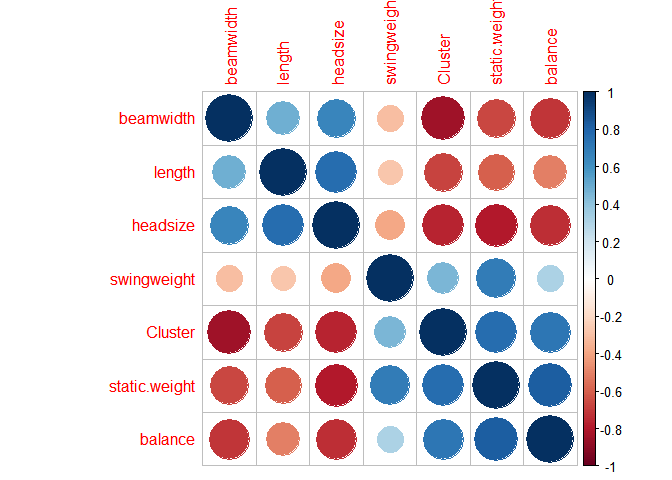 beamwidth
length
headsize
swingweigh
Cluster
static.weigh
balance
beamwidth
length
headsize
swingweight
Cluster
static.weight
balance
1
0.8
0.6
0.4
0.2
0
-0.2
-0.4
-0.6
-0.8
-1